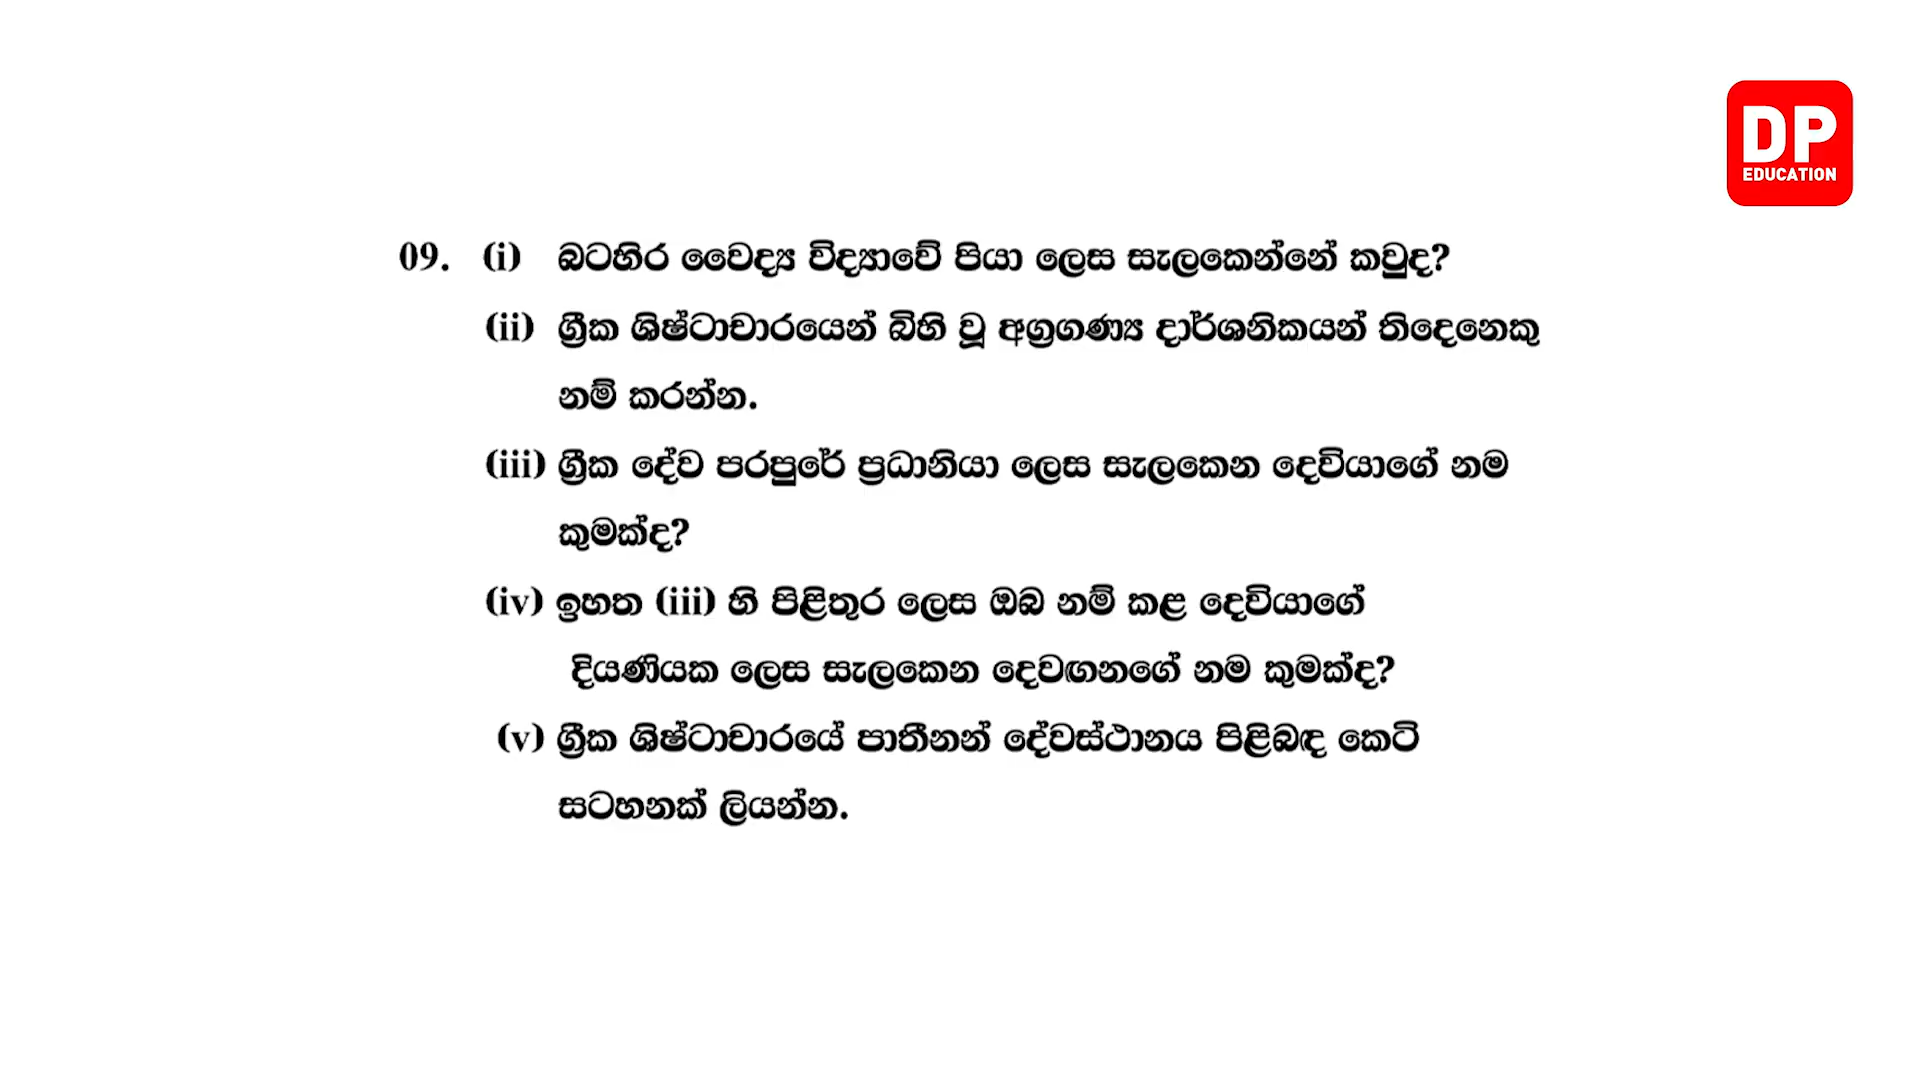 DP
EDUCATION
09. (i) බටහිර වෛද්‍ය විද්‍යාවේ පියා ලෙස සැලකෙන්නේ කවුද?
(ii) ග්‍රීක ශිෂ්ටාචාරයෙන් බිහි වූ අග්‍රගණ්‍ය දාර්ශනිකයන් තිදෙනෙකු
නම් කරන්න.
(iii) ග්‍රීක දේව පරපුරේ ප්‍රධානියා ලෙස සැලකෙන දෙවියාගේ නම
කුමක්ද?
(iv) ඉහත (iii) හි පිළිතුර ලෙස ඔබ නම් කළ දෙවියාගේ
දියණියක ලෙස සැලකෙන දෙවඟනගේ නම කුමක්ද?
(v) ග්‍රීක ශිෂ්ටාචාරයේ පාතීනන් දේවස්ථානය පිළිබඳ කෙටි
සටහනක් ලියන්න.